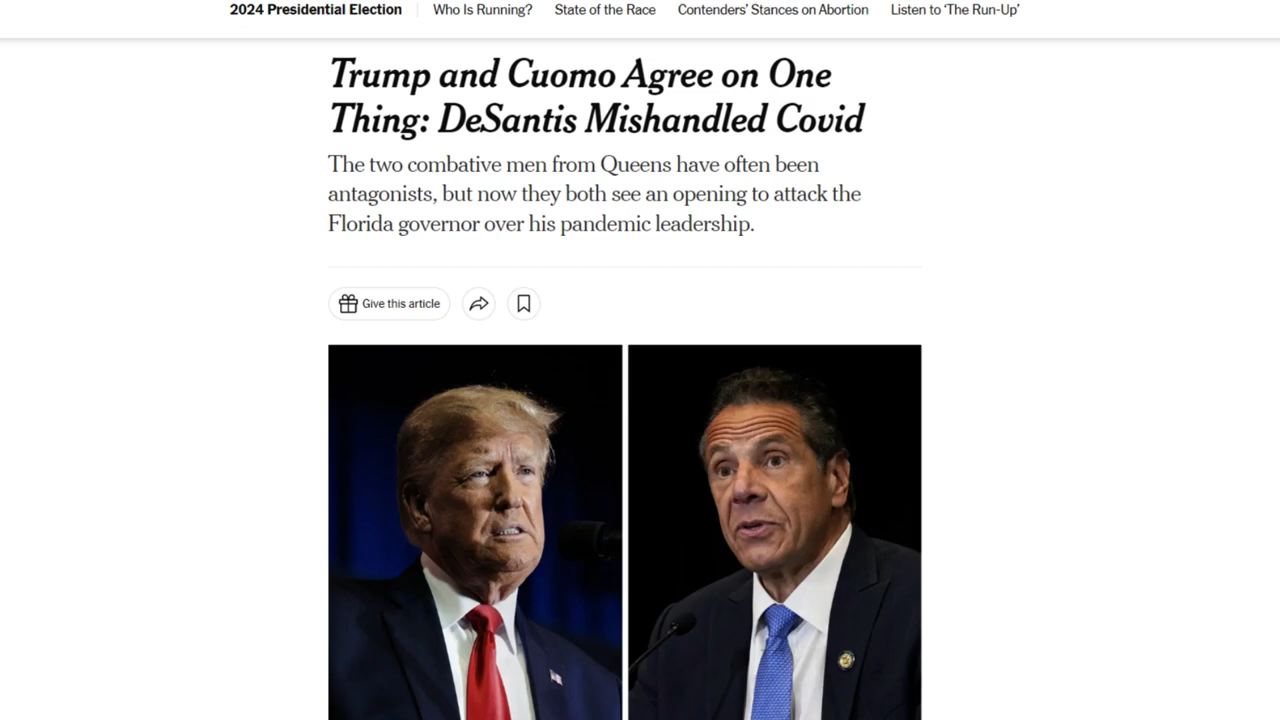 2024 Presidential Election Who Is Running? State of the Race Contenders' Stances on Abortion Listen to 'The Run-Up'
Trump and Cuomo Agree on One
Thing: DeSantis Mishandled Covid
The two combative men from Queens have often been
antagonists, but now they both see an opening to attack the
Florida governor over his pandemic leadership.
Give this article